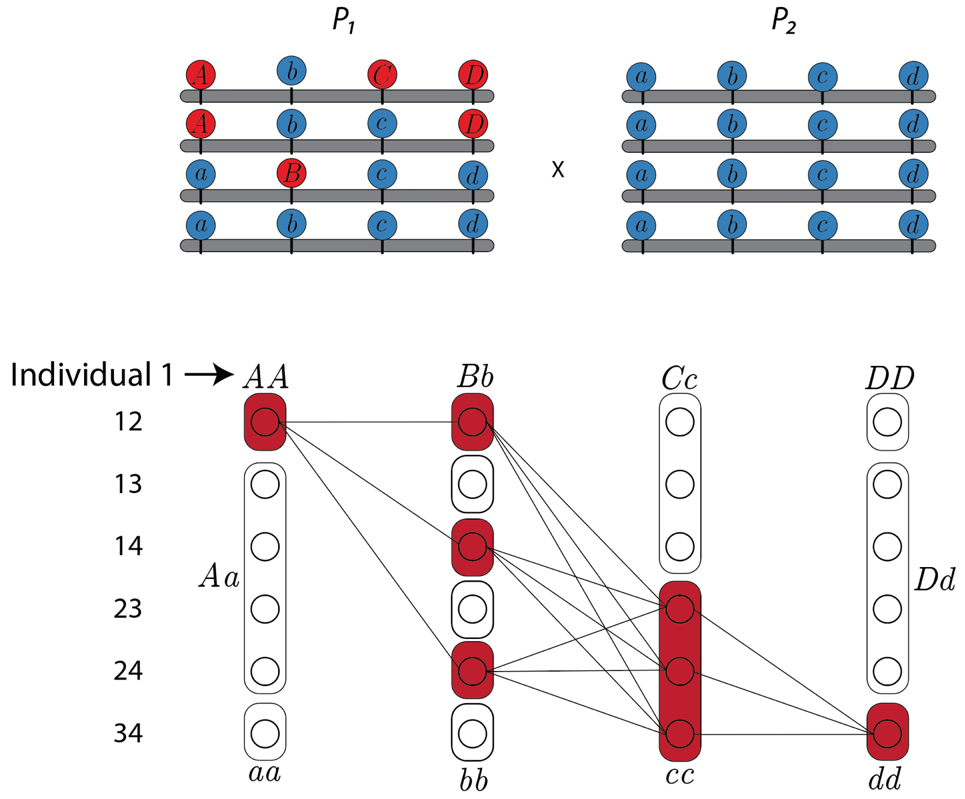 P₁ P₂
A b C D a b c d
A b c D a b c d
X
a B c d a b c d
a b c d a b c d
Individual 1 AA Bb Cc DD
12
13
14
Aa Dd
23
24
34
aa bb cc dd